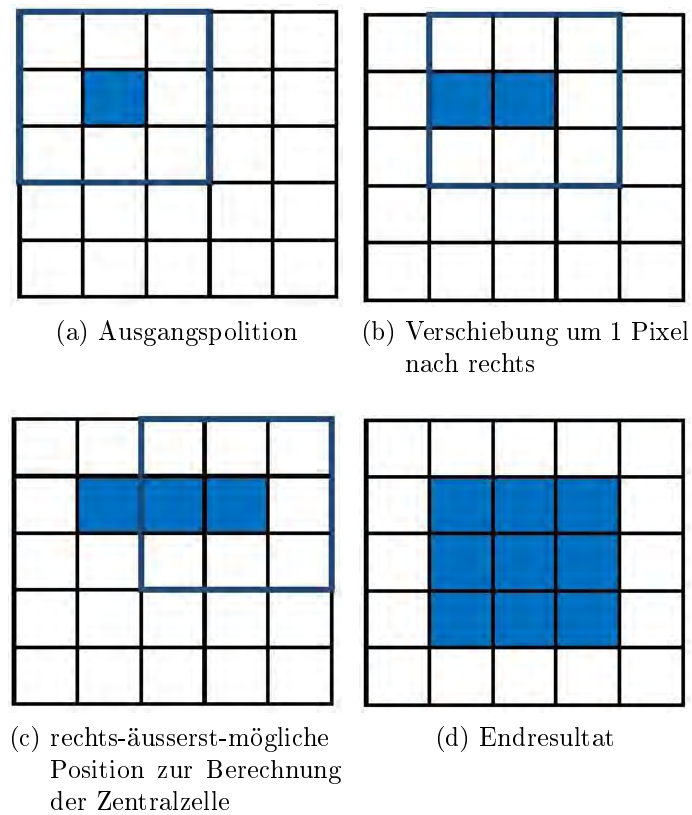 (a) Ausgangspolition
(b) Verschiebung um 1 Pixel
nach rechts
(c) rechts-äusserst-mögliche
Position zur Berechnung
der Zentralzelle
(d) Endresultat